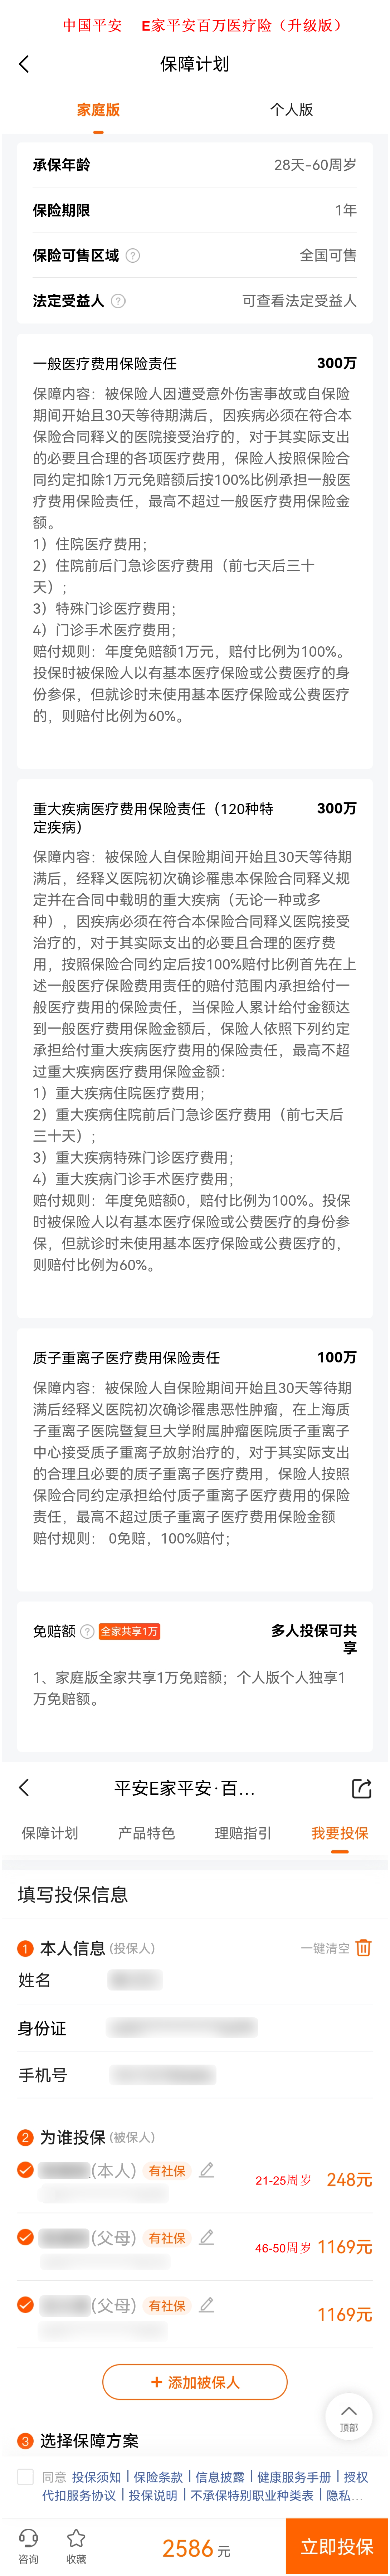 中国平安 E家平安百万医疗险（升级版）
保障计划
家庭版 个人版
承保年龄 28天-60周岁
保险期限 1年
保险可售区域 ? 全国可售
法定受益人 ? 可查看法定受益人
一般医疗费用保险责任 300万
保障内容：被保险人因遭受意外伤害事故或自保险
期间开始且30天等待期满后，因疾病必须在符合本
保险合同释义的医院接受治疗的，对于其实际支出
的必要且合理的各项医疗费用，保险人按照保险合
同约定扣除1万元免赔额后按100%比例承担一般医
疗费用保险责任，最高不超过一般医疗费用保险金
额。
1）住院医疗费用；
2）住院前后门急诊医疗费用（前七天后三十
天）；
3）特殊门诊医疗费用；
4）门诊手术医疗费用；
赔付规则：年度免赔额1万元，赔付比例为100%。
投保时被保险人以有基本医疗保险或公费医疗的身
份参保，但就诊时未使用基本医疗保险或公费医疗
的，则赔付比例为60%。
重大疾病医疗费用保险责任（120种特 300万
定疾病）
保障内容：被保险人自保险期间开始且30天等待期
满后，经释义医院初次确诊罹患本保险合同释义规
定并在合同中载明的重大疾病（无论一种或多
种），因疾病必须在符合本保险合同释义医院接受
治疗的，对于其实际支出的必要且合理的医疗费
用，按照保险合同约定后按100%赔付比例首先在上
述一般医疗保险费用责任的赔付范围内承担给付一
般医疗费用的保险责任，当保险人累计给付金额达
到一般医疗费用保险金额后，保险人依照下列约定
承担给付重大疾病医疗费用的保险责任，最高不超
过重大疾病医疗费用保险金额：
1）重大疾病住院医疗费用；
2）重大疾病住院前后门急诊医疗费用（前七天后
三十天）；
3）重大疾病特殊门诊医疗费用；
4）重大疾病门诊手术医疗费用；
赔付规则：年度免赔额0，赔付比例为100%。投保
时被保险人以有基本医疗保险或公费医疗的身份参
保，但就诊时未使用基本医疗保险或公费医疗的，
则赔付比例为60%。
质子重离子医疗费用保险责任 100万
保障内容：被保险人自保险期间开始且30天等待期
满后经释义医院初次确诊罹患恶性肿瘤，在上海质
子重离子医院暨复旦大学附属肿瘤医院质子重离子
中心接受质子重离子放射治疗的，对于其实际支出
的合理且必要的质子重离子医疗费用，保险人按照
保险合同约定承担给付质子重离子医疗费用的保险
责任，最高不超过质子重离子医疗费用保险金额
赔付规则： 0免赔，100%赔付；
免赔额 ? 全家共享1万 多人投保可共
享
1、家庭版全家共享1万免赔额；个人版个人独享1
万免赔额。
平安E家平安·百...
保障计划 产品特色 理赔指引 我要投保
填写投保信息
1 本人信息 (投保人) 一键清空
姓名
身份证
手机号
2 为谁投保 (被保人)
(本人) 有社保 21-25周岁 248元
(父母) 有社保 46-50周岁 1169元
(父母) 有社保 1169元
+ 添加被保人
顶部
3 选择保障方案
同意 投保须知 | 保险条款 | 信息披露 | 健康服务手册 | 授权
代扣服务协议 | 投保说明 | 不承保特别职业种类表 | 隐私...
咨询 收藏 2586 元 立即投保